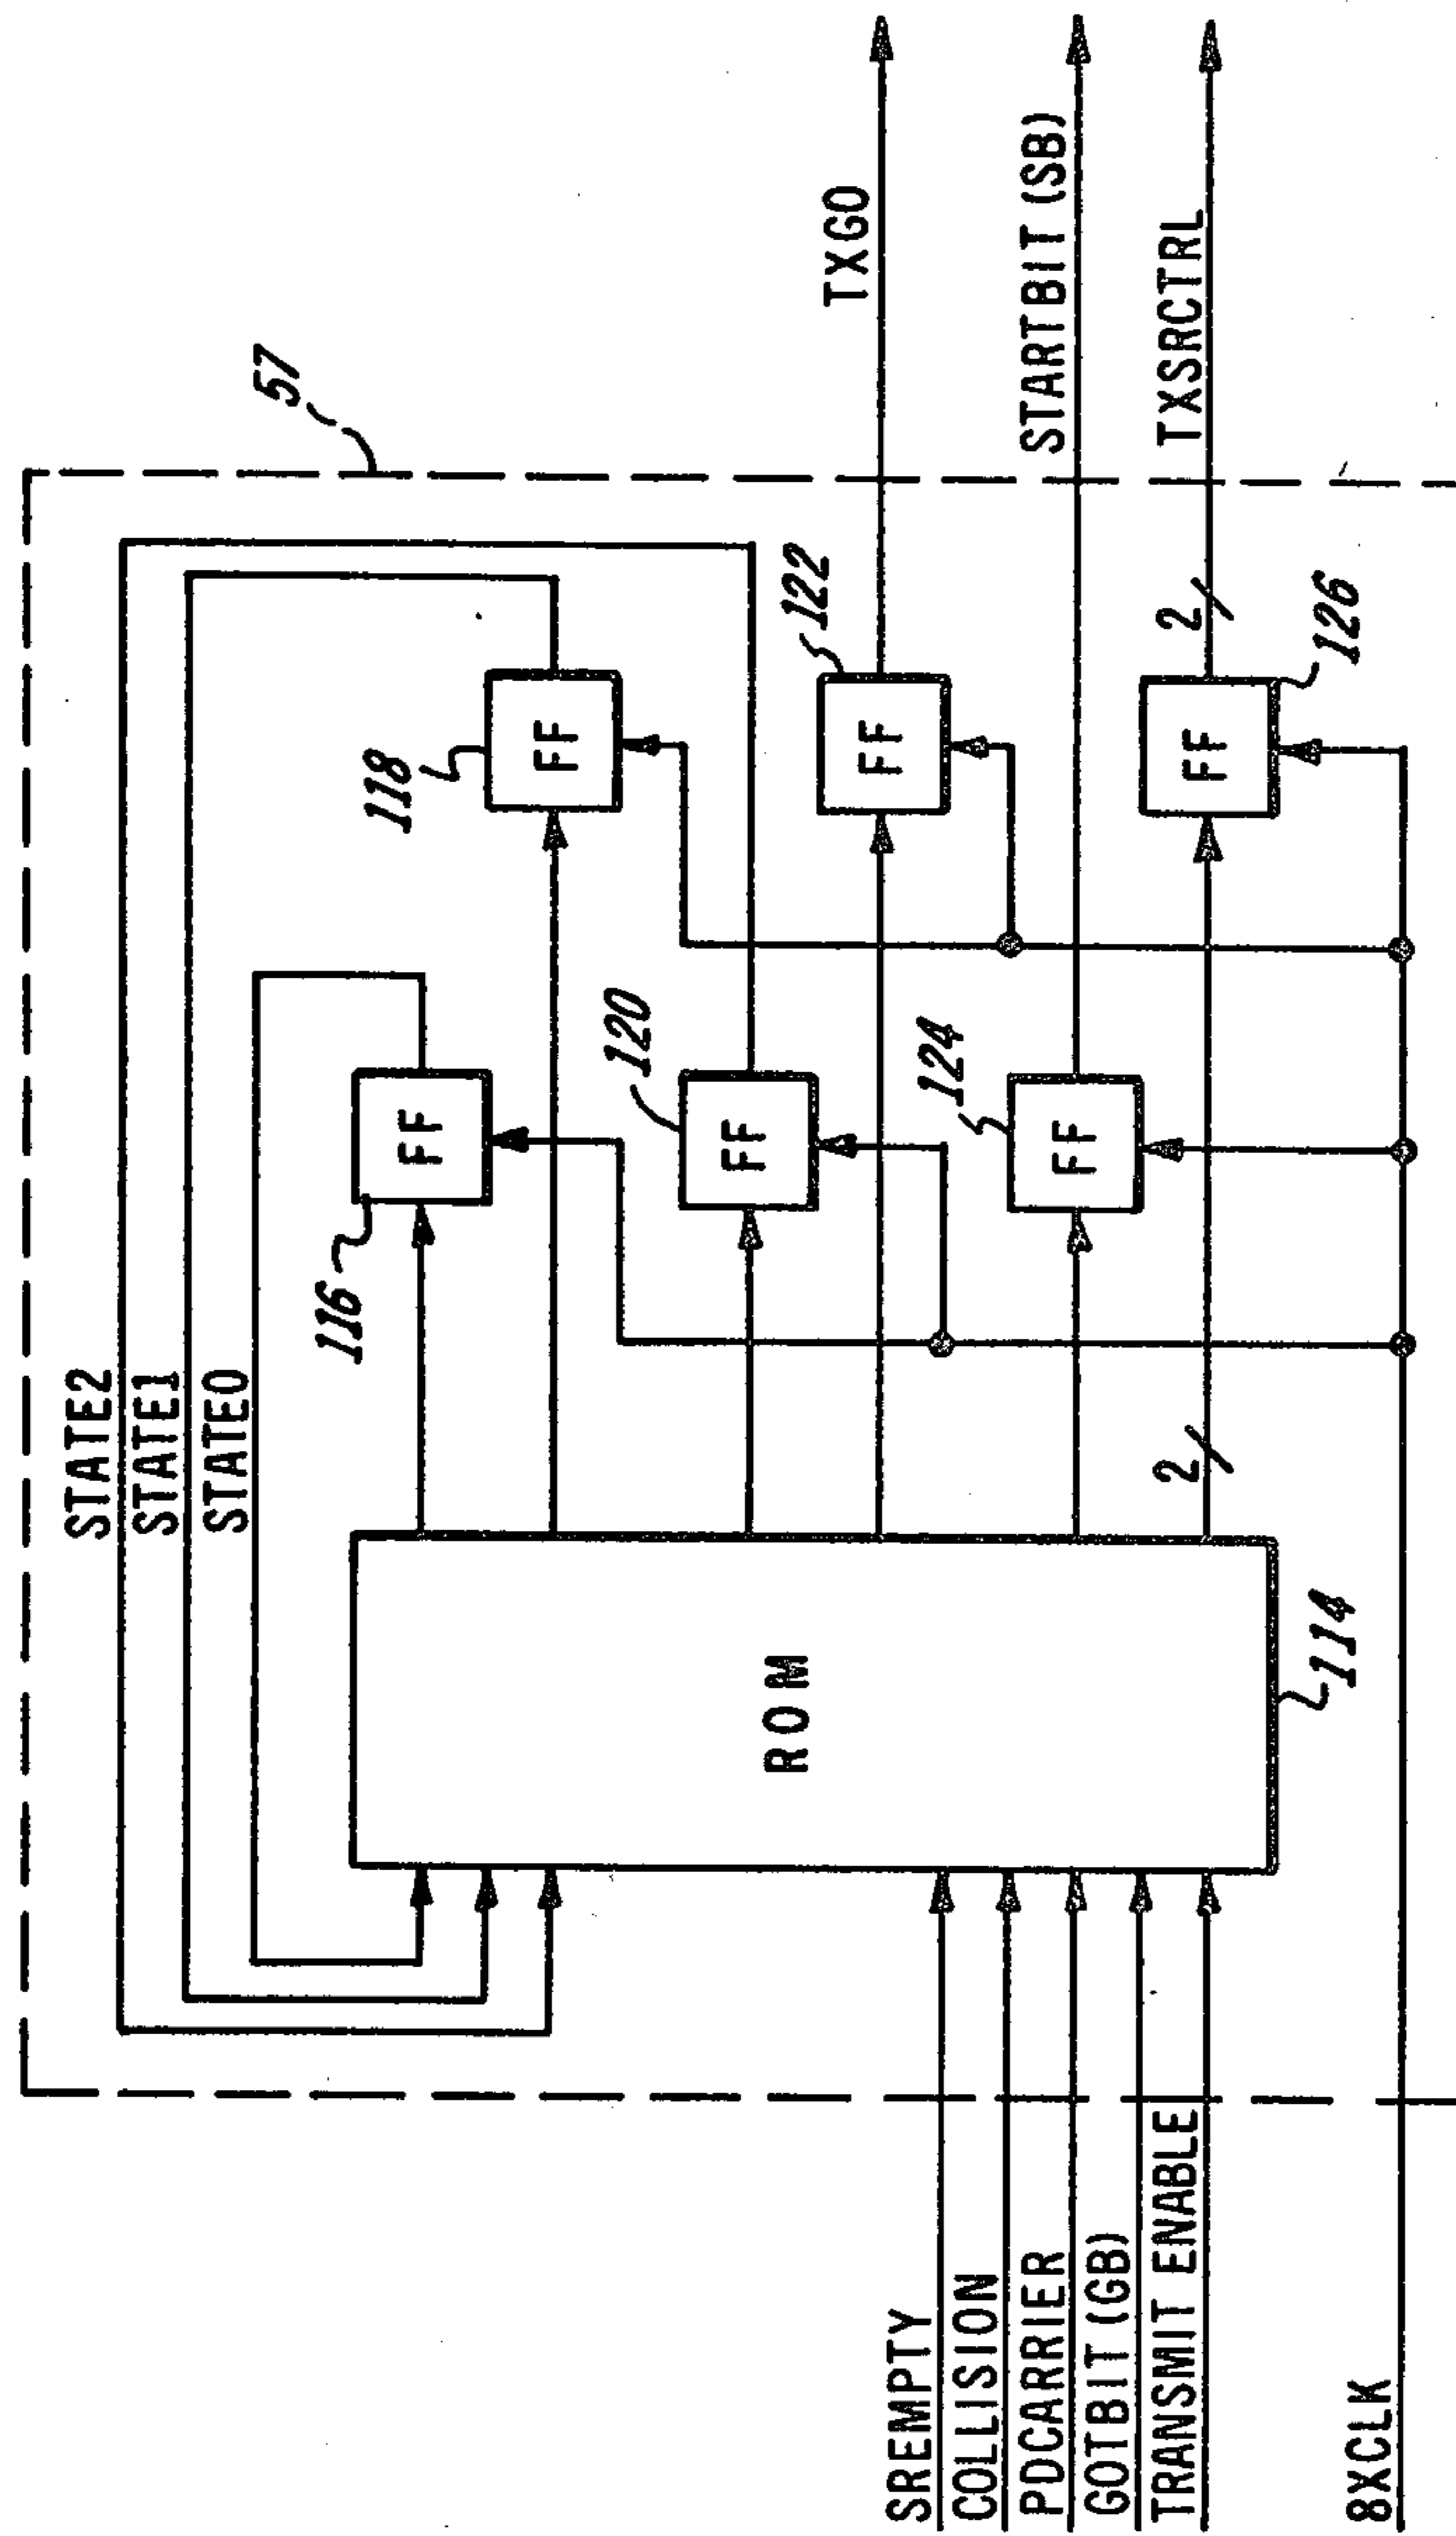 57
STATE2
STATE1
STATE0
116
FF
118
FF
120
FF
122
FF
TXGO
124
FF
STARTBIT (SB)
2
FF
2
TXSRCTRL
126
ROM
114
SREMPTY
COLLISION
PDCARRIER
GOTBIT (GB)
TRANSMIT ENABLE
8XCLK